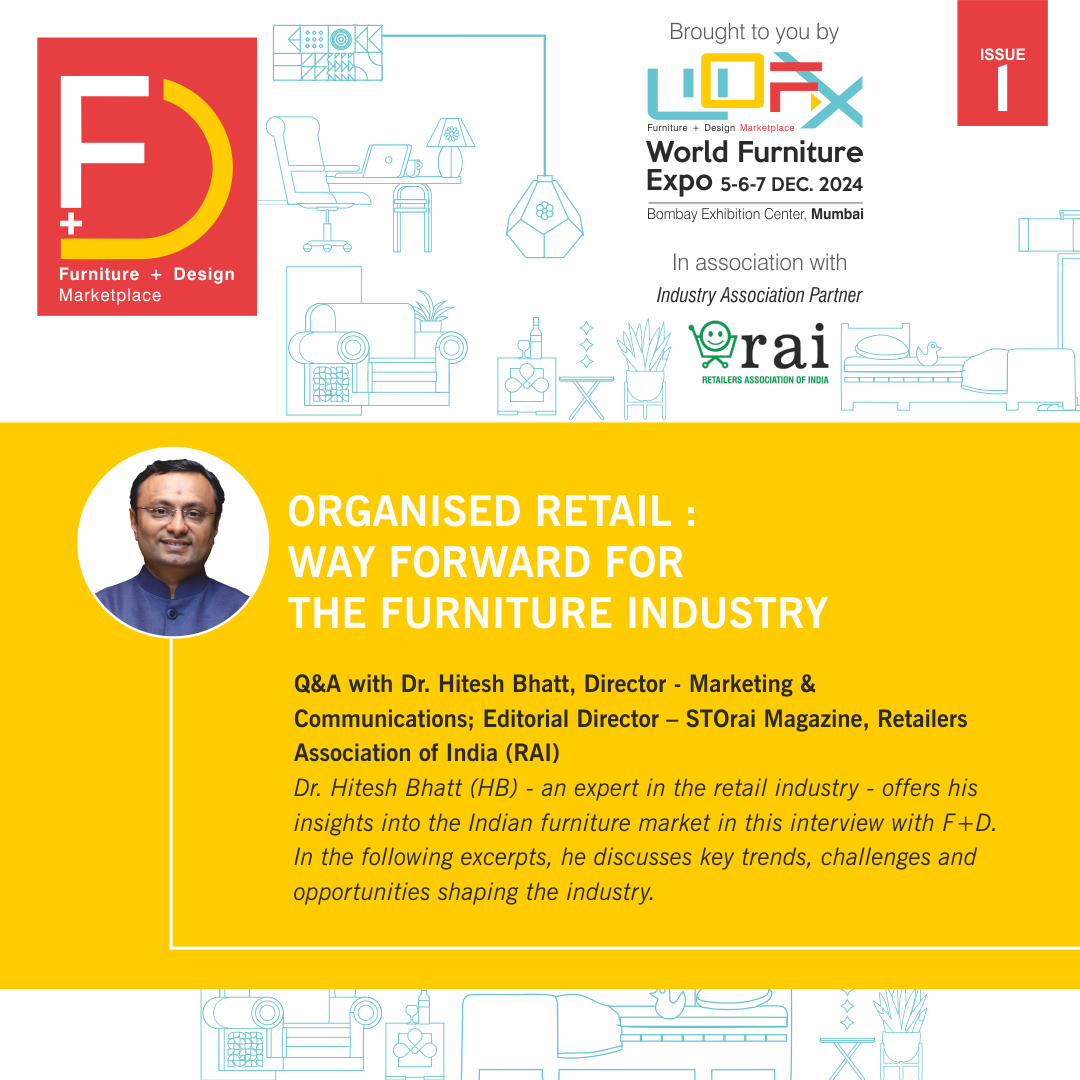 F+D
Furniture + Design
Marketplace
Brought to you by
WOFX
Furniture + Design Marketplace
World Furniture
Expo 5-6-7 DEC. 2024
Bombay Exhibition Center, Mumbai
In association with
Industry Association Partner
rai
RETAILERS ASSOCIATION OF INDIA
ISSUE
1
ORGANISED RETAIL :
WAY FORWARD FOR
THE FURNITURE INDUSTRY
Q&A with Dr. Hitesh Bhatt, Director - Marketing &
Communications; Editorial Director – STOrai Magazine, Retailers
Association of India (RAI)
Dr. Hitesh Bhatt (HB) - an expert in the retail industry - offers his
insights into the Indian furniture market in this interview with F+D.
In the following excerpts, he discusses key trends, challenges and
opportunities shaping the industry.